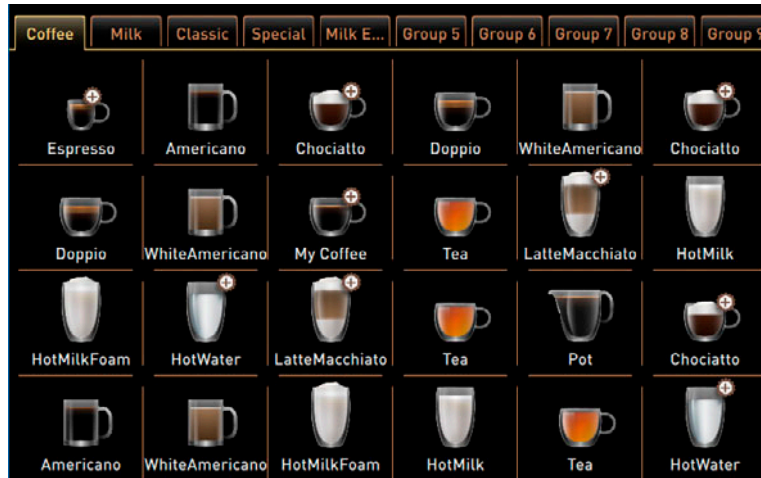 Coffee Milk Classic Special Milk E... Group 5 Group 6 Group 7 Group 8 Group 9
Espresso Americano Chociatto Doppio WhiteAmericano Chociatto
Doppio WhiteAmericano My Coffee Tea LatteMacchiato HotMilk
HotMilkFoam HotWater LatteMacchiato Tea Pot Chociatto
Americano WhiteAmericano HotMilkFoam HotMilk Tea HotWater